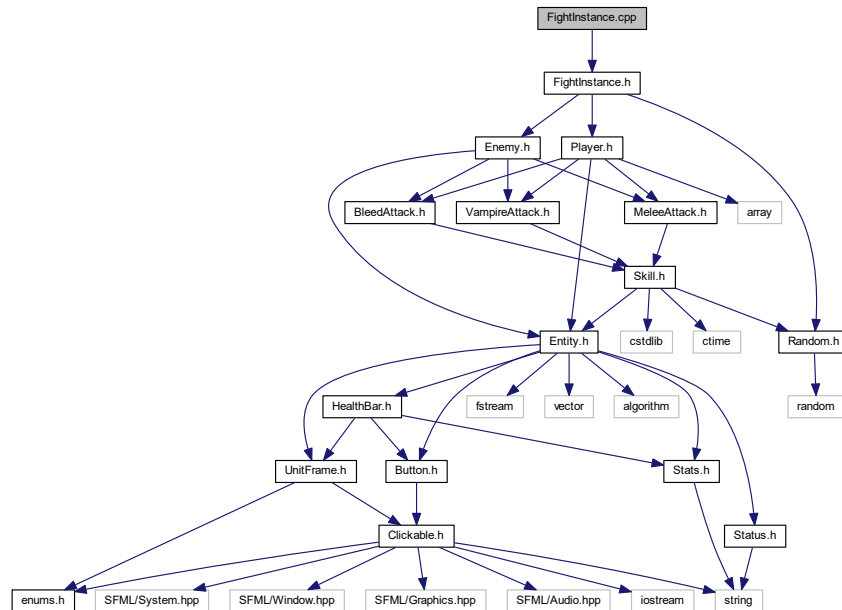 FightInstance.cpp
FightInstance.h
Enemy.h
Player.h
BleedAttack.h
VampireAttack.h
MeleeAttack.h
array
Skill.h
Entity.h
cstdlib
ctime
Random.h
HealthBar.h
fstream
vector
algorithm
random
UnitFrame.h
Button.h
Stats.h
Clickable.h
Status.h
enums.h
SFML/System.hpp
SFML/Window.hpp
SFML/Graphics.hpp
SFML/Audio.hpp
iostream
string